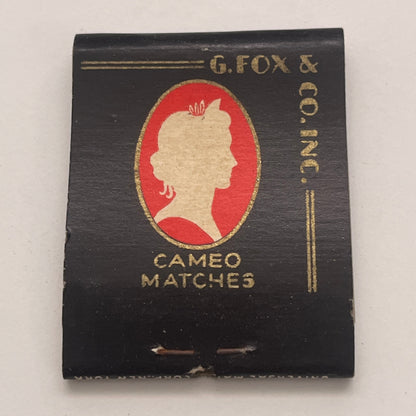 G. FOX &
CO. INC.
CAMEO
MATCHES